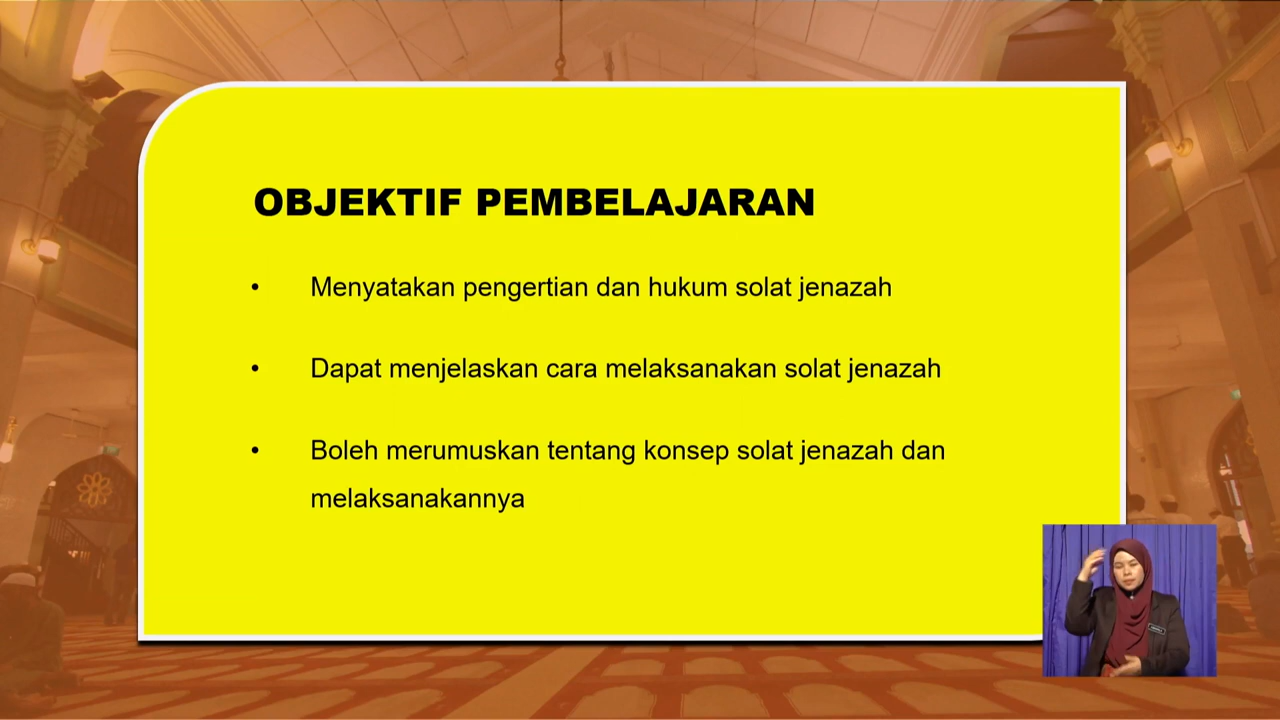 OBJEKTIF PEMBELAJARAN
• Menyatakan pengertian dan hukum solat jenazah
• Dapat menjelaskan cara melaksanakan solat jenazah
• Boleh merumuskan tentang konsep solat jenazah dan
melaksanakannya